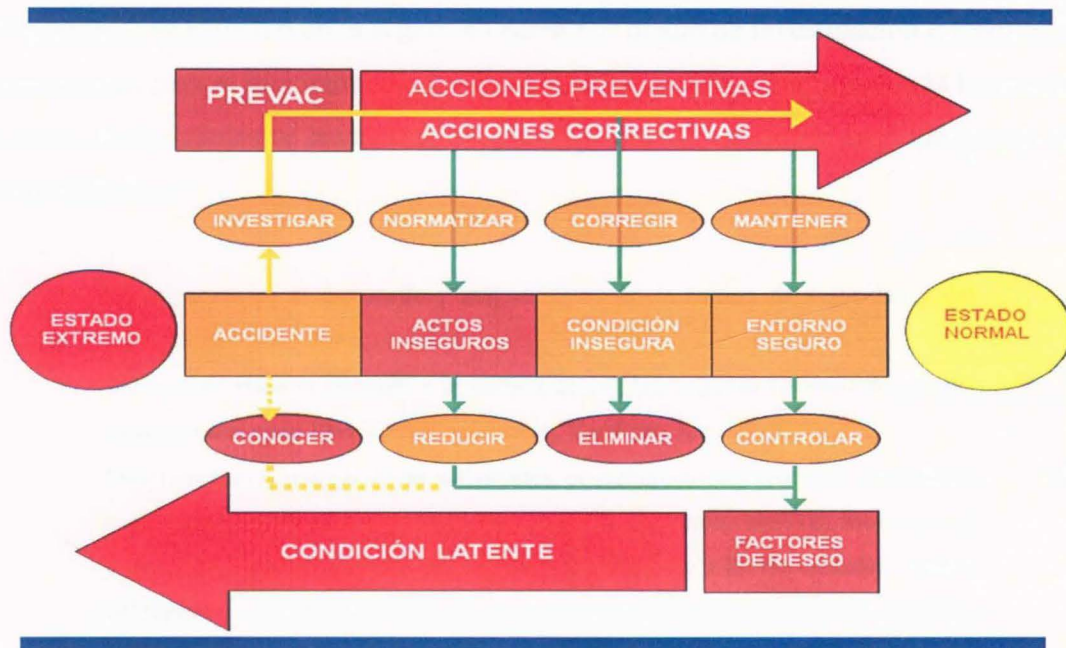 PREVAC
ACCIONES PREVENTIVAS
ACCIONES CORRECTIVAS
INVESTIGAR
NORMATIZAR
CORREGIR
MANTENER
ESTADO
EXTREMO
ACCIDENTE
ACTOS
INSEGUROS
CONDICIÓN
INSEGURA
ENTORNO
SEGURO
ESTADO
NORMAL
CONOCER
REDUCIR
ELIMINAR
CONTROLAR
CONDICIÓN LATENTE
FACTORES
DE RIESGO